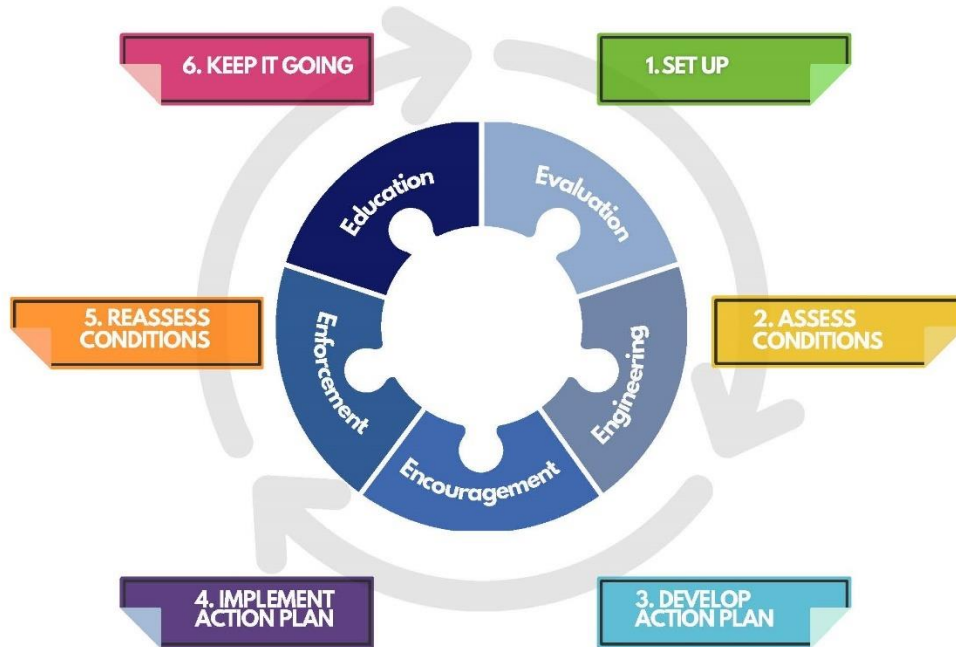 6. KEEP IT GOING
1. SET UP
Education
Evaluation
5. REASSESS
CONDITIONS
2. ASSESS
CONDITIONS
Enforcement
Engineering
Encouragement
4. IMPLEMENT
ACTION PLAN
3. DEVELOP
ACTION PLAN